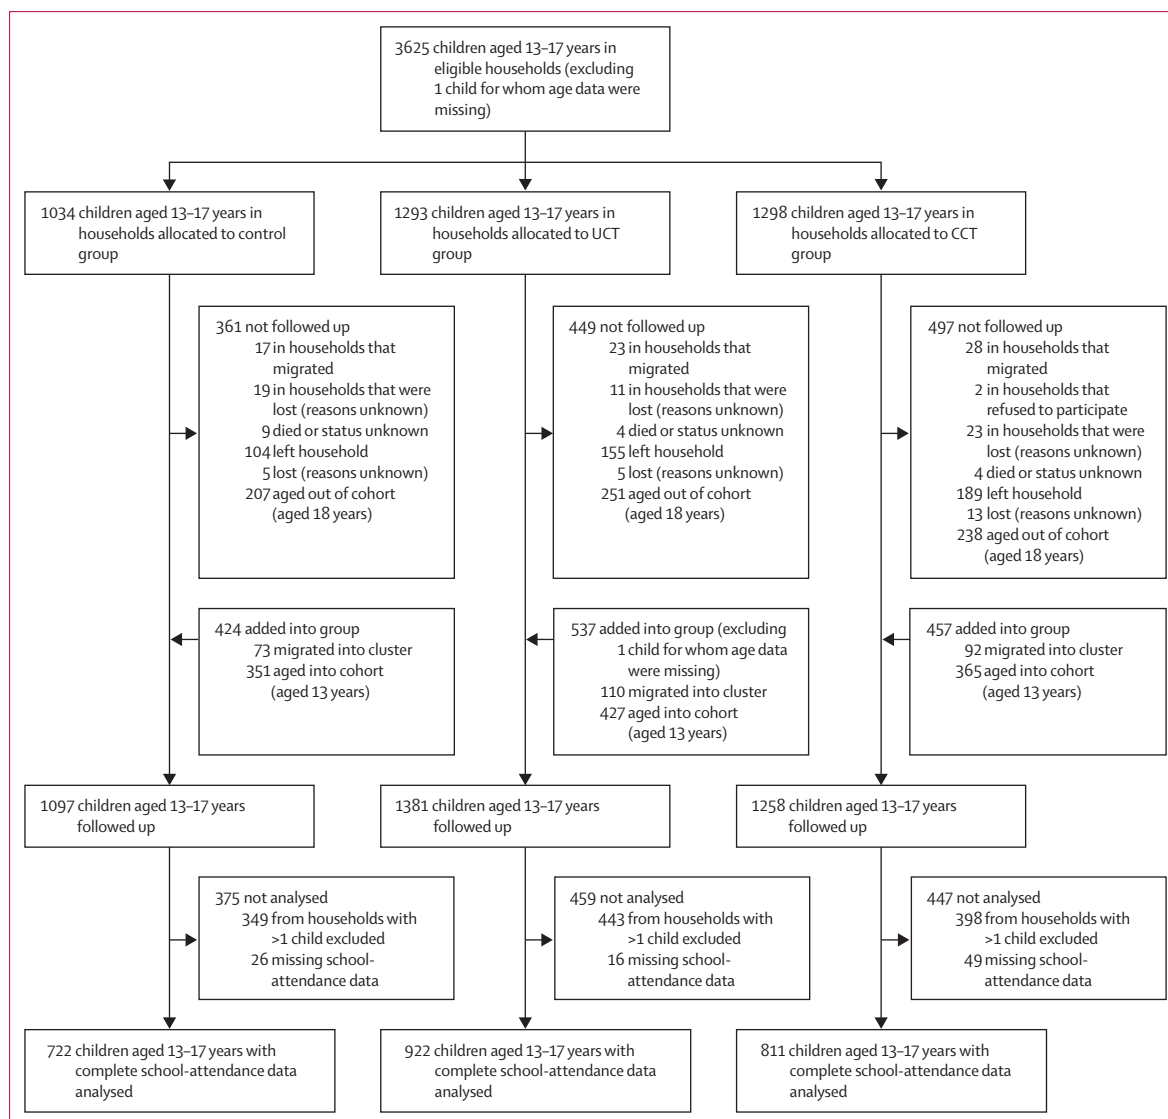 3625 children aged 13–17 years in
eligible households (excluding
1 child for whom age data were
missing)
1034 children aged 13–17 years in
households allocated to control
group
1293 children aged 13–17 years in
households allocated to UCT
group
1298 children aged 13–17 years in
households allocated to CCT
group
361 not followed up
17 in households that
migrated
19 in households that were
lost (reasons unknown)
9 died or status unknown
104 left household
5 lost (reasons unknown)
207 aged out of cohort
(aged 18 years)
449 not followed up
23 in households that
migrated
11 in households that were
lost (reasons unknown)
4 died or status unknown
155 left household
5 lost (reasons unknown)
251 aged out of cohort
(aged 18 years)
497 not followed up
28 in households that
migrated
2 in households that
refused to participate
23 in households that were
lost (reasons unknown)
4 died or status unknown
189 left household
13 lost (reasons unknown)
238 aged out of cohort
(aged 18 years)
424 added into group
73 migrated into cluster
351 aged into cohort
(aged 13 years)
537 added into group (excluding
1 child for whom age data
were missing)
110 migrated into cluster
427 aged into cohort
(aged 13 years)
457 added into group
92 migrated into cluster
365 aged into cohort
(aged 13 years)
1097 children aged 13–17 years
followed up
1381 children aged 13–17 years
followed up
1258 children aged 13–17 years
followed up
375 not analysed
349 from households with
>1 child excluded
26 missing school-
attendance data
459 not analysed
443 from households with
>1 child excluded
16 missing school-
attendance data
447 not analysed
398 from households with
>1 child excluded
49 missing school-
attendance data
722 children aged 13–17 years with
complete school-attendance data
analysed
922 children aged 13–17 years with
complete school-attendance data
analysed
811 children aged 13–17 years with
complete school-attendance data
analysed